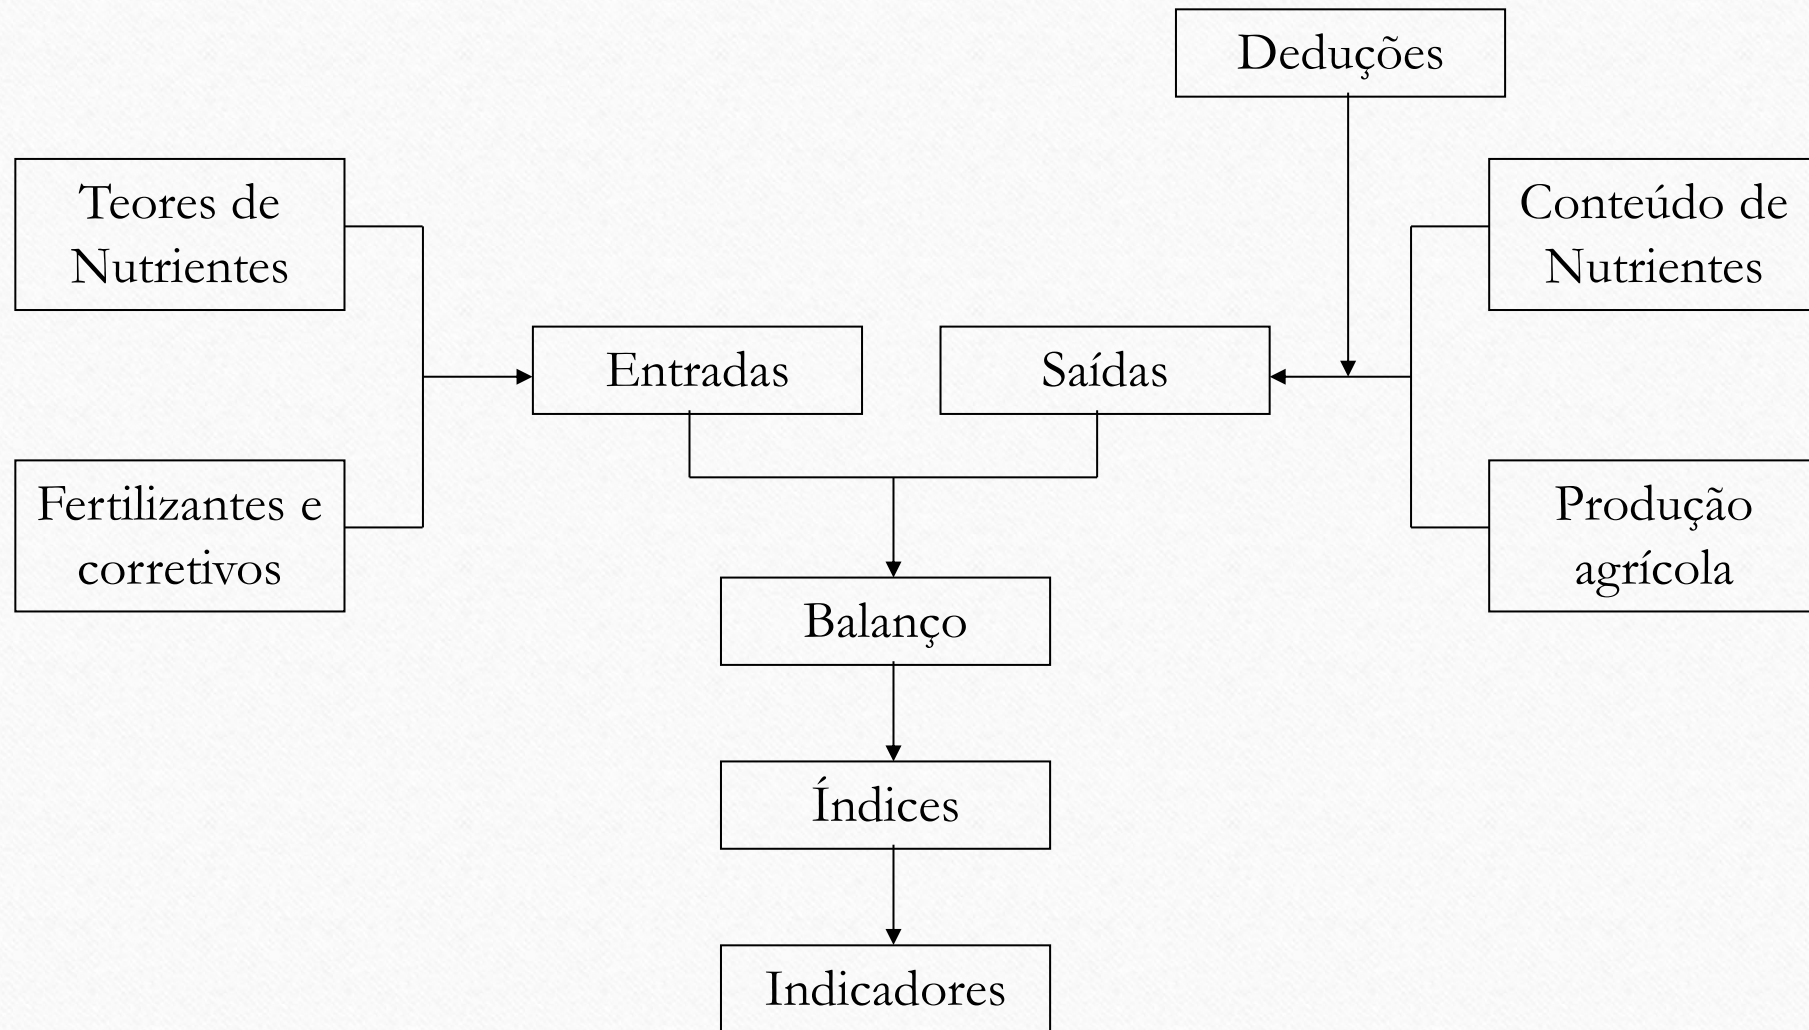 Deduções
Teores de
Nutrientes
Conteúdo de
Nutrientes
Entradas
Saídas
Fertilizantes e
corretivos
Produção
agrícola
Balanço
Índices
Indicadores